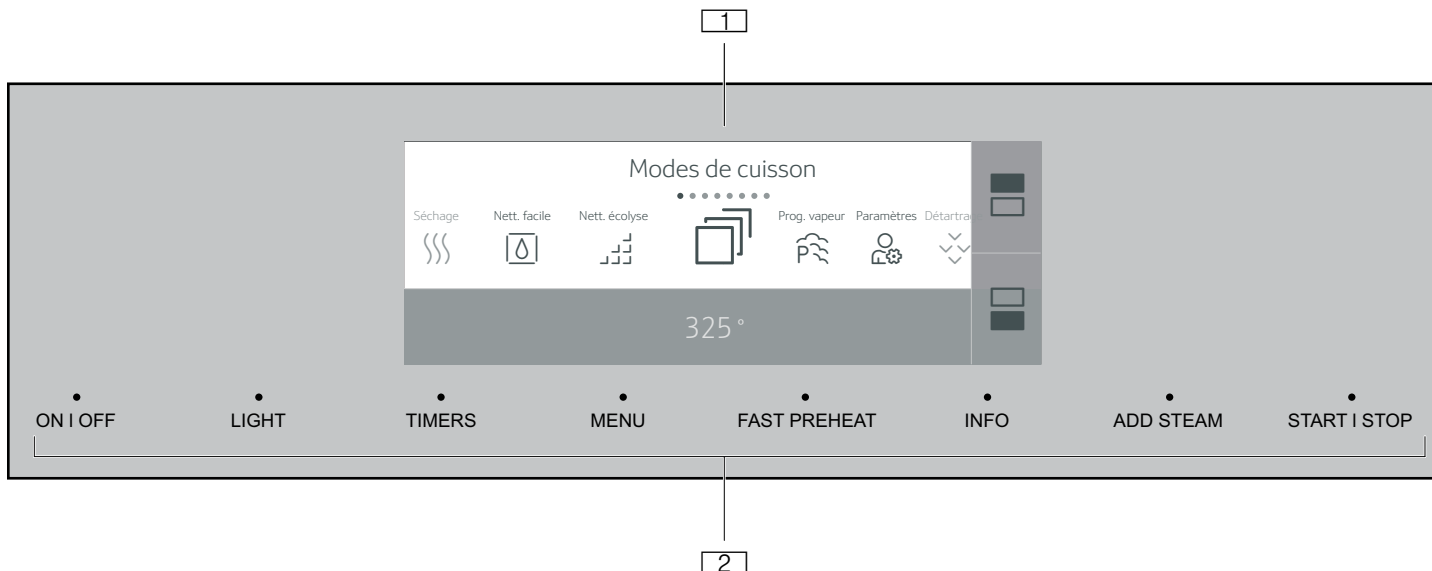 1
Modes de cuisson
Séchage Nett. facile Nett. écolyse Prog. vapeur Paramètres Détartra
P
325°
ON I OFF LIGHT TIMERS MENU FAST PREHEAT INFO ADD STEAM START I STOP
2